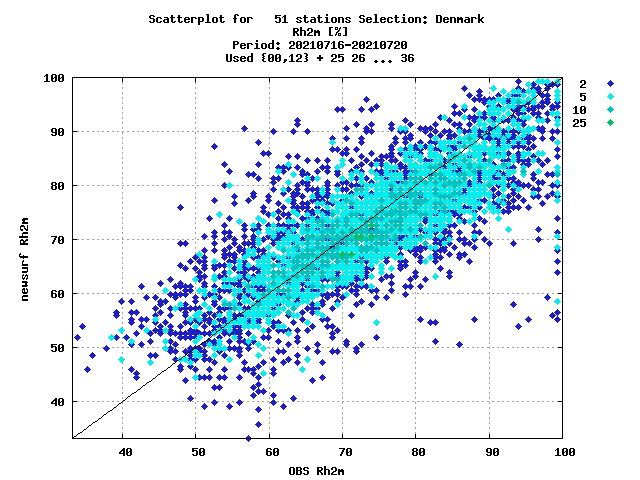 Scatterplot for   51 stations Selection: Denmark
Rh2m [%]
Period: 20210716-20210720
Used {00,12} + 25 26 ... 36
100
90
80
70
60
50
40
newsurf Rh2m
40 50 60 70 80 90 100
OBS Rh2m
2
5
10
25